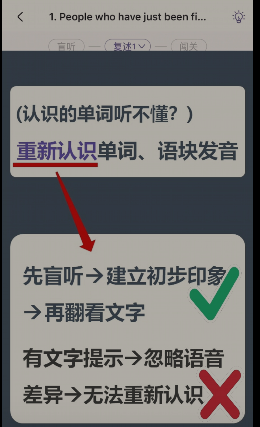 1. People who have just been fi...
盲听
复述1
闯关
(认识的单词听不懂？)
重新认识单词、语块发音
先盲听→建立初步印象
→再翻看文字
有文字提示→忽略语音
差异→无法重新认识